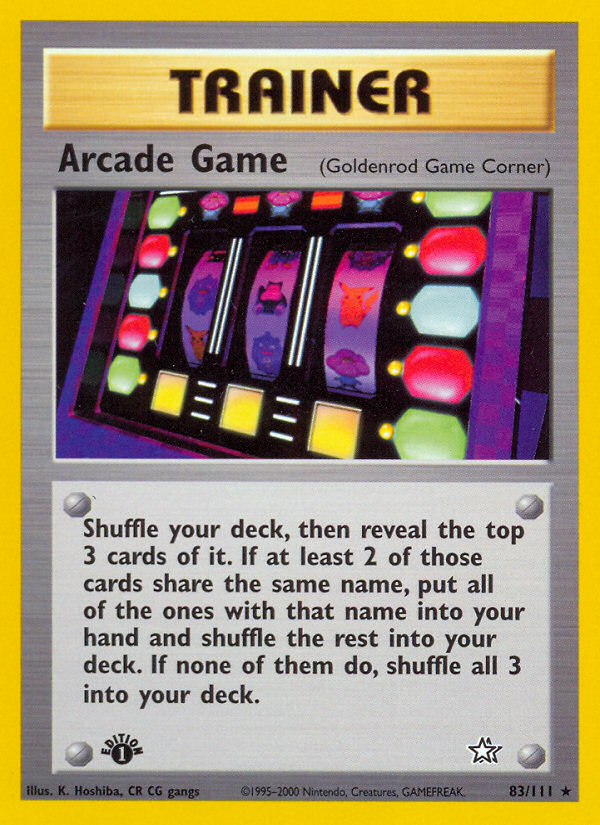 TRAINER
Arcade Game (Goldenrod Game Corner)
Shuffle your deck, then reveal the top
3 cards of it. If at least 2 of those
cards share the same name, put all
of the ones with that name into your
hand and shuffle the rest into your
deck. If none of them do, shuffle all 3
into your deck.
EDITION
1
Illus. K. Hoshiba, CR CG gangs ©1995-2000 Nintendo, Creatures, GAMEFREAK. 83/111 ★